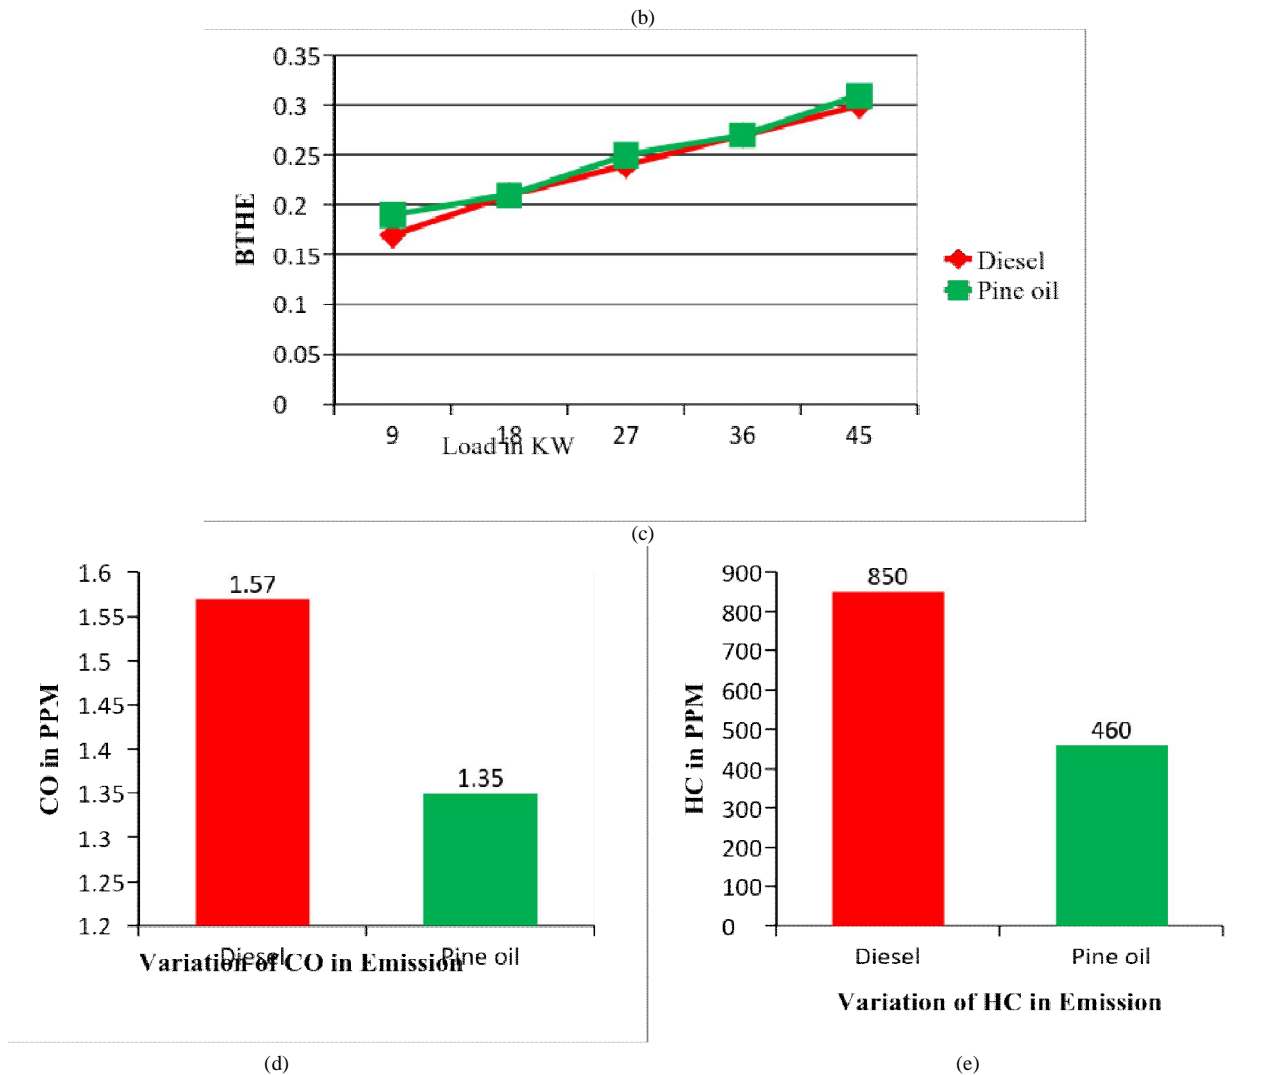 (b)
0.35
0.3
0.25
0.2
0.15
0.1
0.05
0
BTHE
9 18 27 36 45
Load in KW
Diesel
Pine oil
(c)
1.6
1.55
1.5
1.45
1.4
1.35
1.3
1.25
1.2
CO in PPM
1.57
1.35
Diesel Pine oil
Variation of CO in Emission
900
800
700
600
500
400
300
200
100
0
HC in PPM
850
460
Diesel Pine oil
Variation of HC in Emission
(d) (e)